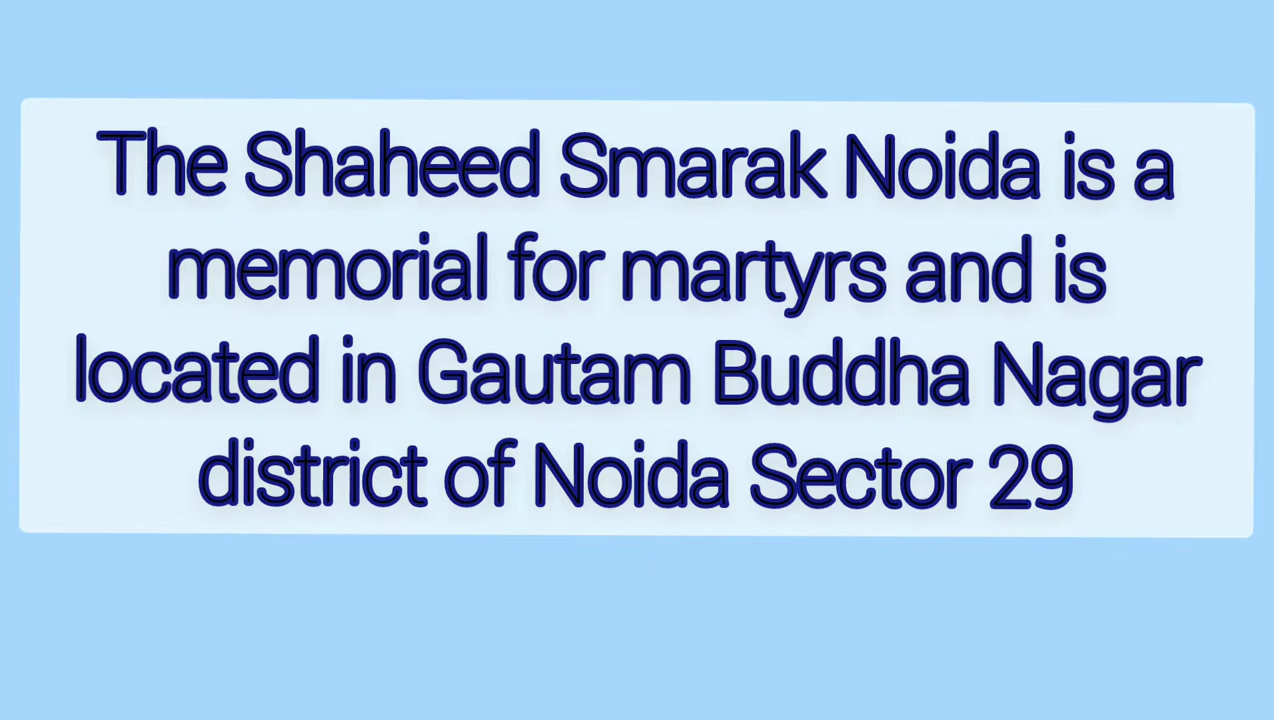 The Shaheed Smarak Noida is a
memorial for martyrs and is
located in Gautam Buddha Nagar
district of Noida Sector 29